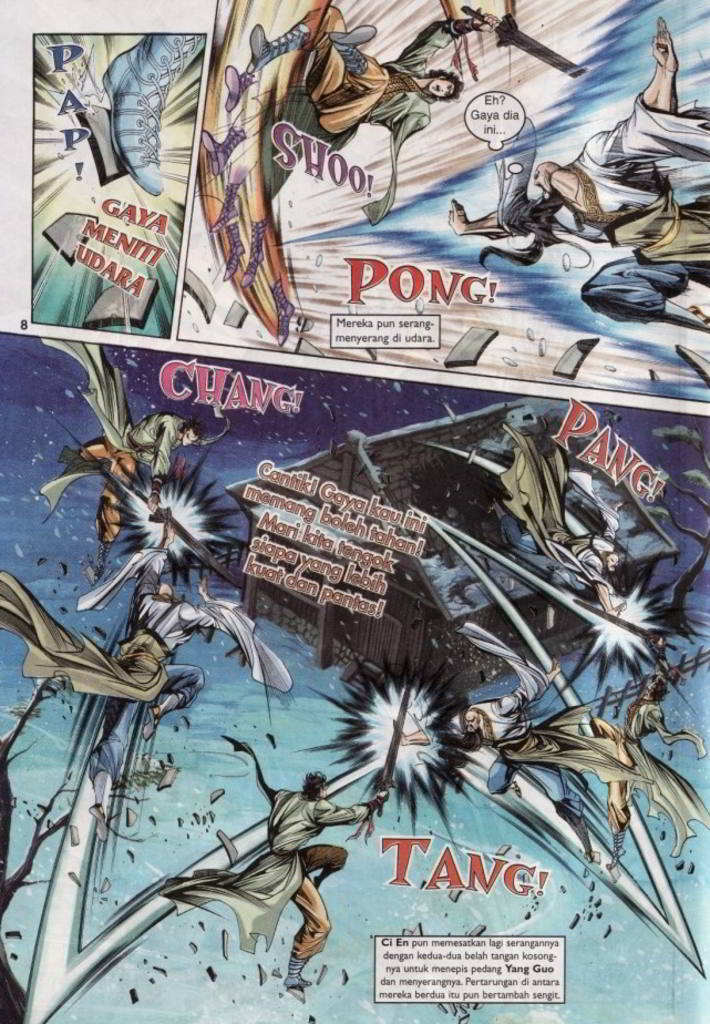 PAP!
GAYA
MENITI
UDARA
SHOO!
Eh?
Gaya dia
ini...
PONG!
Mereka pun serang-
menyerang di udara.
8
CHANG!
PANG!
Cantik! Gaya kau ini
memang boleh tahan!
Mari kita tengok
siapa yang lebih
kuat dan pantas!
TANG!
Ci En pun memesatkan lagi serangannya
dengan kedua-dua belah tangan kosong-
nya untuk menepis pedang Yang Guo
dan menyerangnya. Pertarungan di antara
mereka berdua itu pun bertambah sengit.